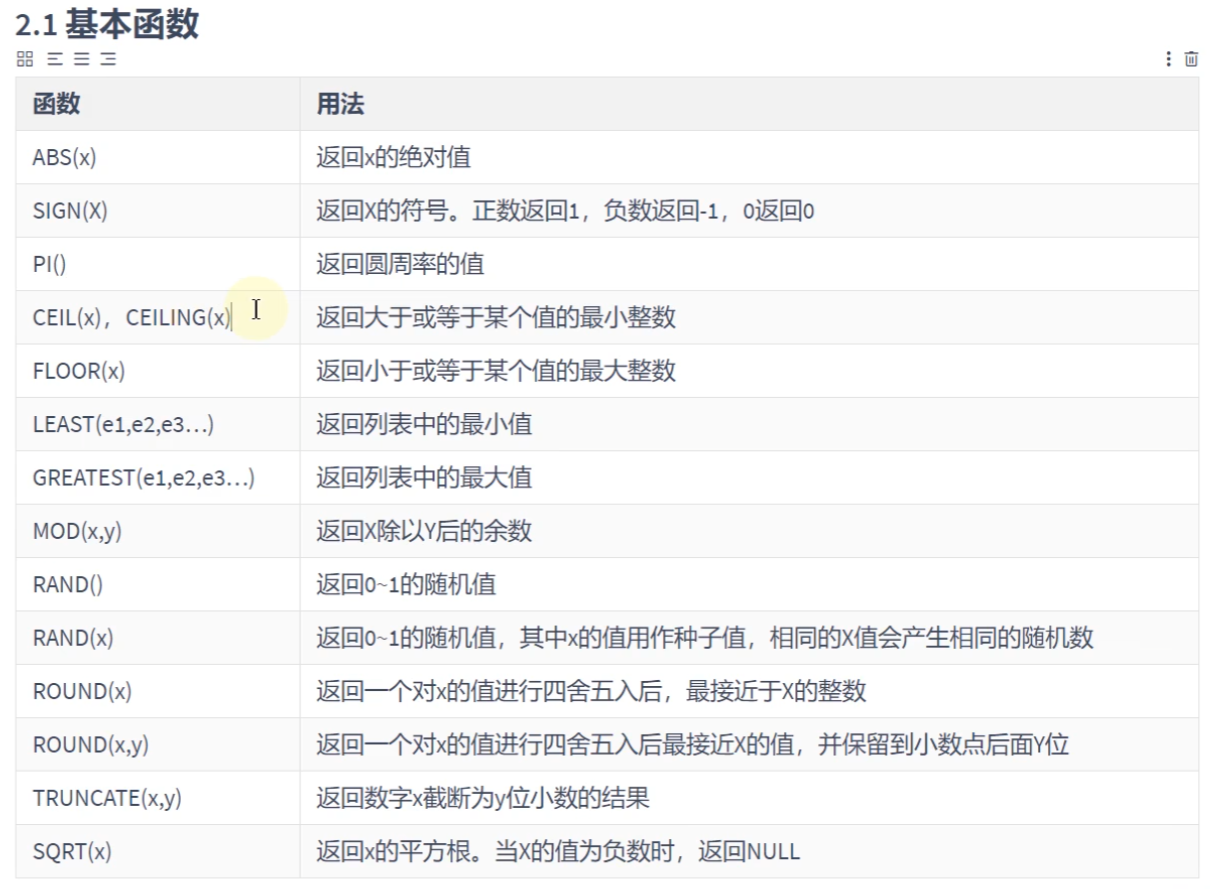 2.1 基本函数
函数 用法
ABS(x) 返回x的绝对值
SIGN(X) 返回X的符号。正数返回1，负数返回-1，0返回0
PI() 返回圆周率的值
CEIL(x)，CEILING(x) 返回大于或等于某个值的最小整数
FLOOR(x) 返回小于或等于某个值的最大整数
LEAST(e1,e2,e3…) 返回列表中的最小值
GREATEST(e1,e2,e3…) 返回列表中的最大值
MOD(x,y) 返回X除以Y后的余数
RAND() 返回0~1的随机值
RAND(x) 返回0~1的随机值，其中x的值用作种子值，相同的X值会产生相同的随机数
ROUND(x) 返回一个对x的值进行四舍五入后，最接近于X的整数
ROUND(x,y) 返回一个对x的值进行四舍五入后最接近X的值，并保留到小数点后面Y位
TRUNCATE(x,y) 返回数字x截断为y位小数的结果
SQRT(x) 返回x的平方根。当X的值为负数时，返回NULL